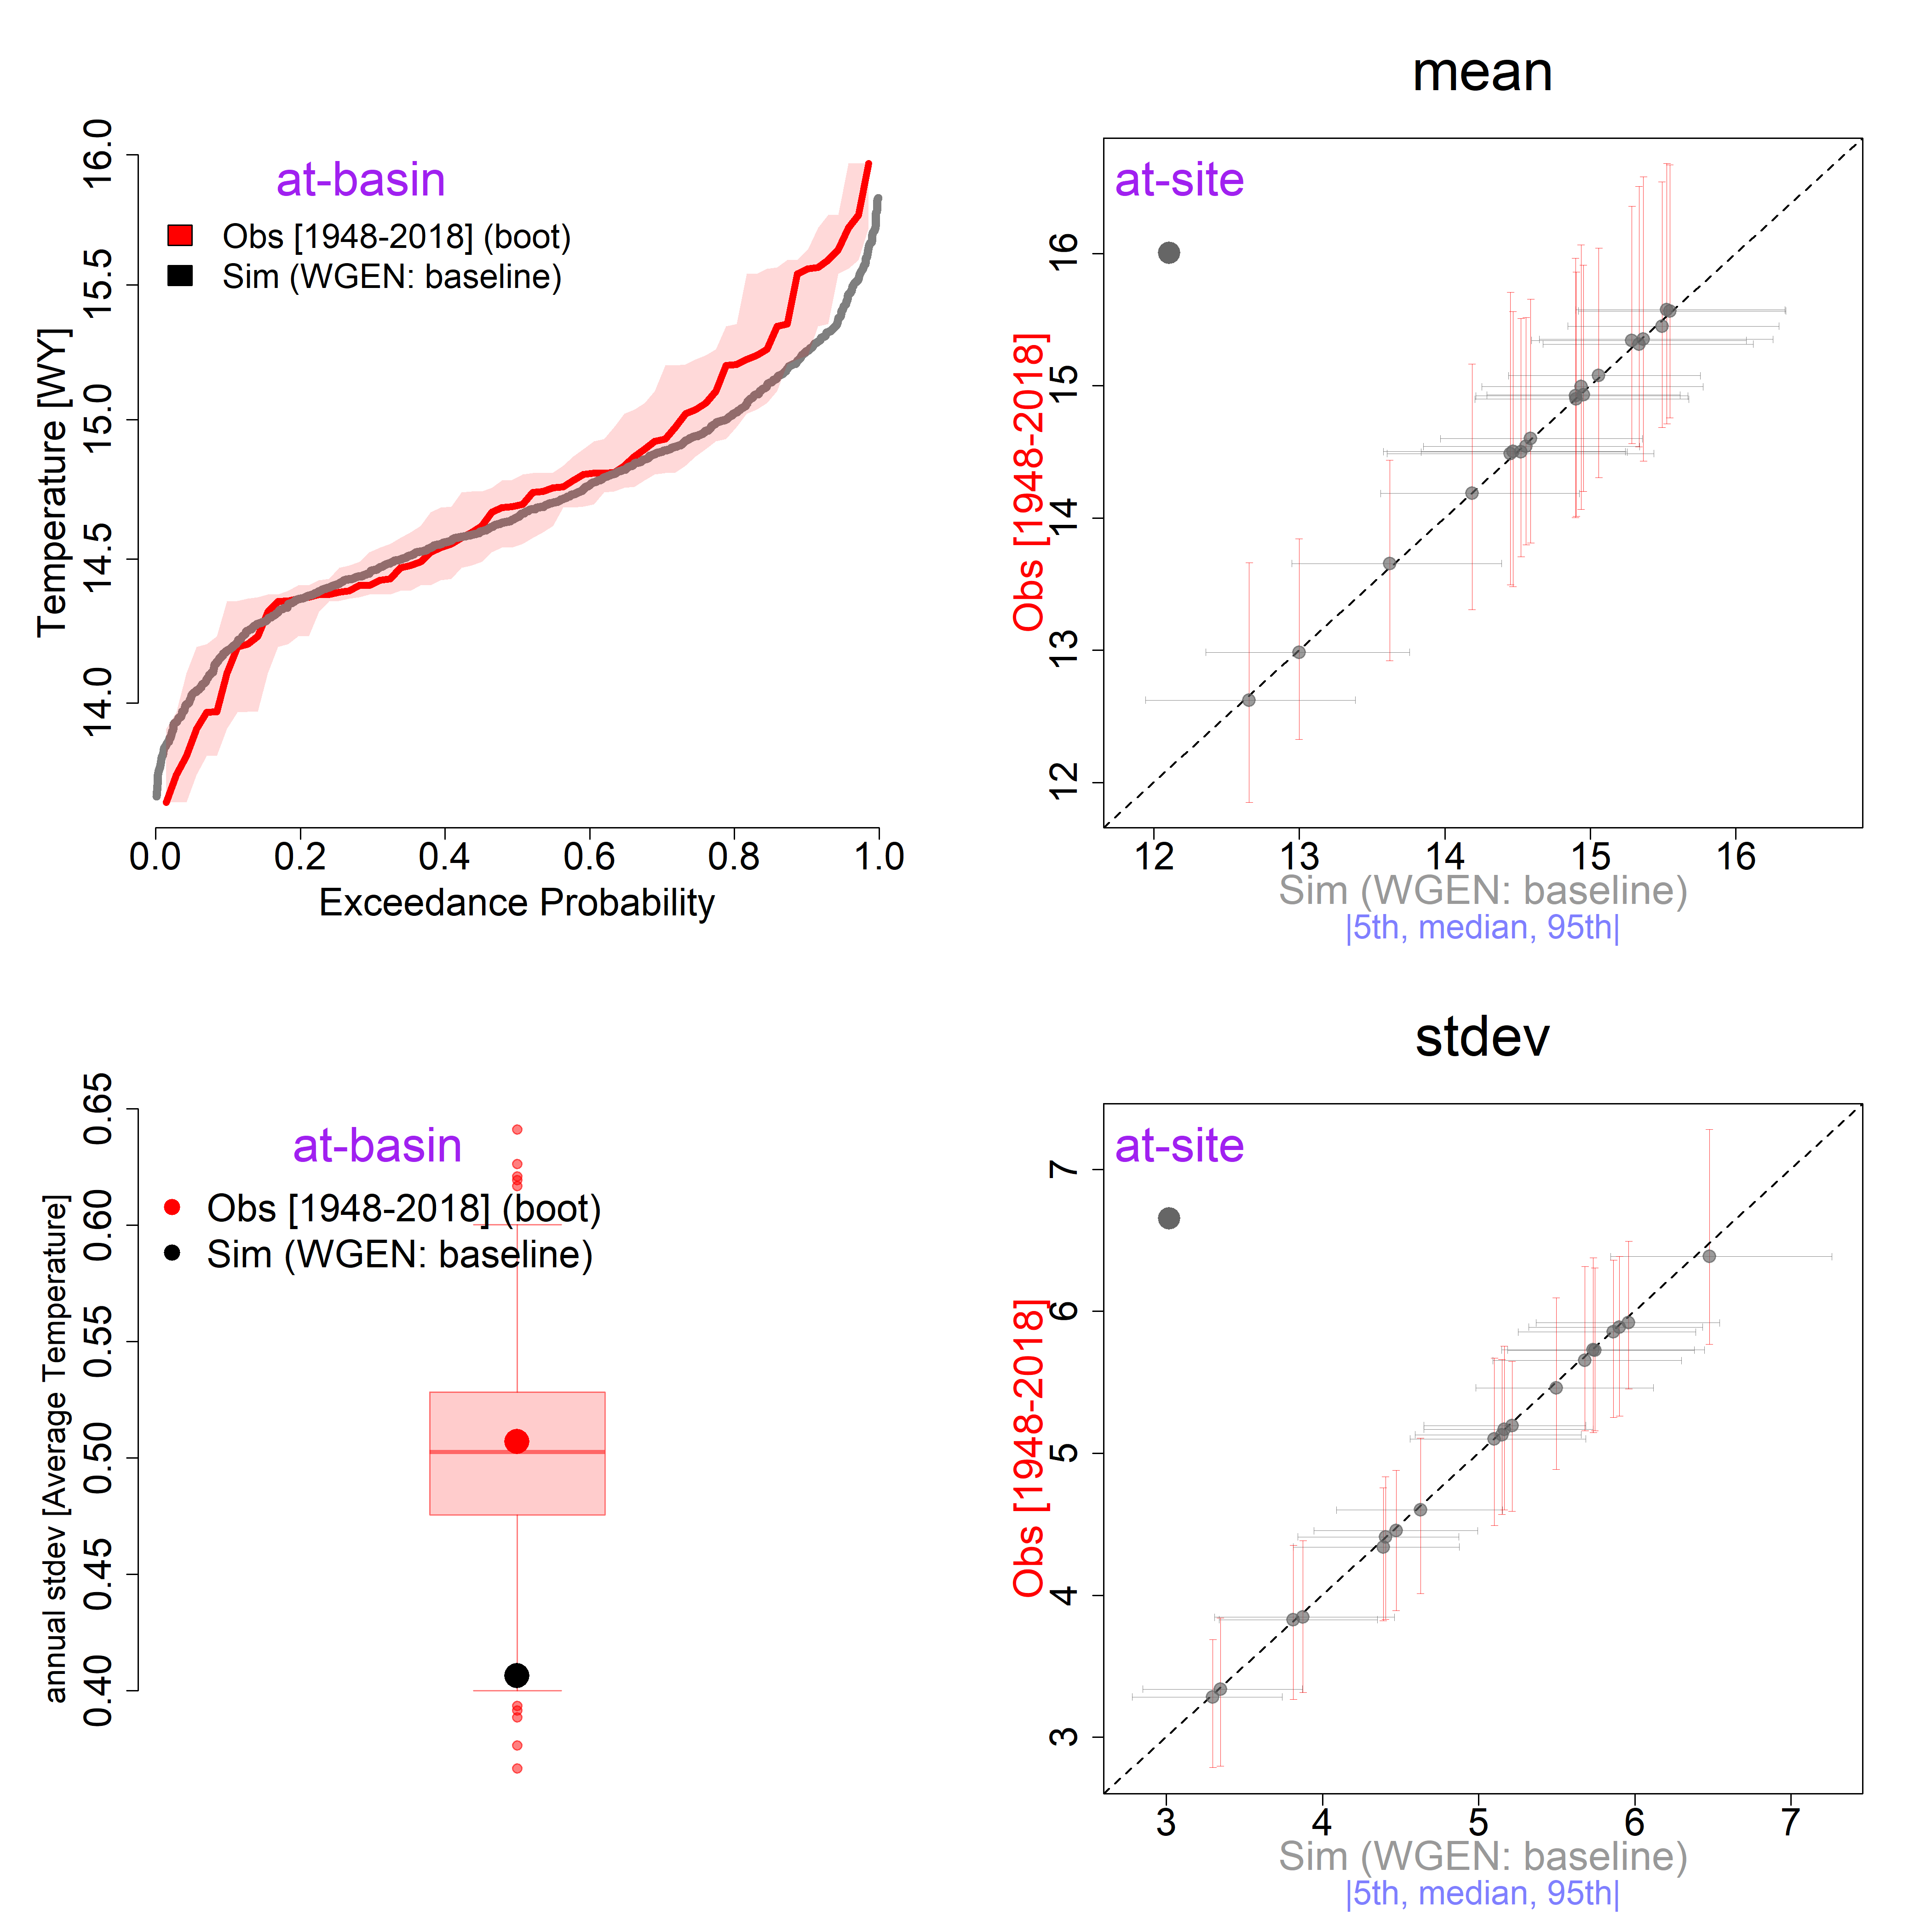 at-basin
Obs [1948-2018] (boot)
Sim (WGEN: baseline)
Temperature [WY]
16.0
15.5
15.0
14.5
14.0
0.0 0.2 0.4 0.6 0.8 1.0
Exceedance Probability
mean
at-site
Obs [1948-2018]
16
15
14
13
12
12 13 14 15 16
Sim (WGEN: baseline)
|5th, median, 95th|
at-basin
Obs [1948-2018] (boot)
Sim (WGEN: baseline)
annual stdev [Average Temperature]
0.65
0.60
0.55
0.50
0.45
0.40
stdev
at-site
Obs [1948-2018]
7
6
5
4
3
3 4 5 6 7
Sim (WGEN: baseline)
|5th, median, 95th|